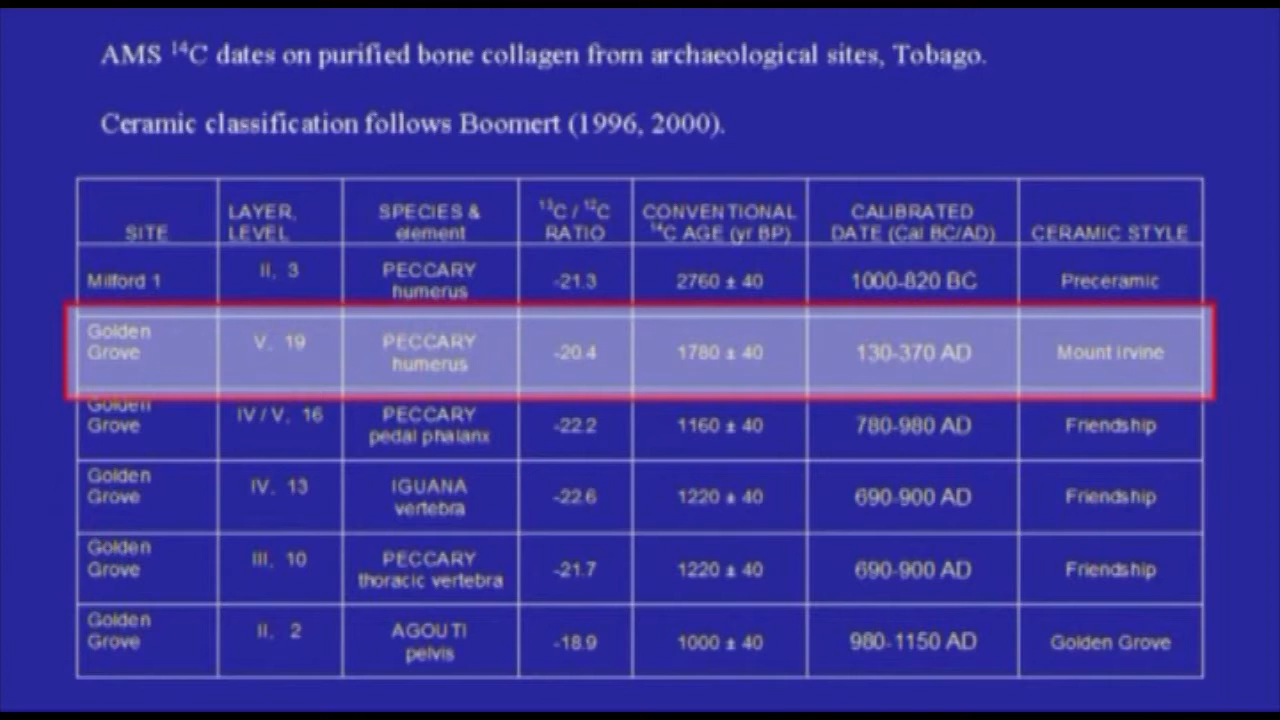 AMS ¹⁴C dates on purified bone collagen from archaeological sites, Tobago.
Ceramic classification follows Boomert (1996, 2000).
SITE LAYER, LEVEL SPECIES & element ¹³C / ¹²C RATIO CONVENTIONAL ¹⁴C AGE (yr BP) CALIBRATED DATE (Cal BC/AD) CERAMIC STYLE
Milford 1 II, 3 PECCARY humerus -21.3 2760 ± 40 1000-820 BC Preceramic
Golden Grove V, 19 PECCARY humerus -20.4 1780 ± 40 130-370 AD Mount Irvine
Golden Grove IV / V, 16 PECCARY pedal phalanx -22.2 1160 ± 40 780-980 AD Friendship
Golden Grove IV, 13 IGUANA vertebra -22.6 1220 ± 40 690-900 AD Friendship
Golden Grove III, 10 PECCARY thoracic vertebra -21.7 1220 ± 40 690-900 AD Friendship
Golden Grove II, 2 AGOUTI pelvis -18.9 1000 ± 40 980-1150 AD Golden Grove